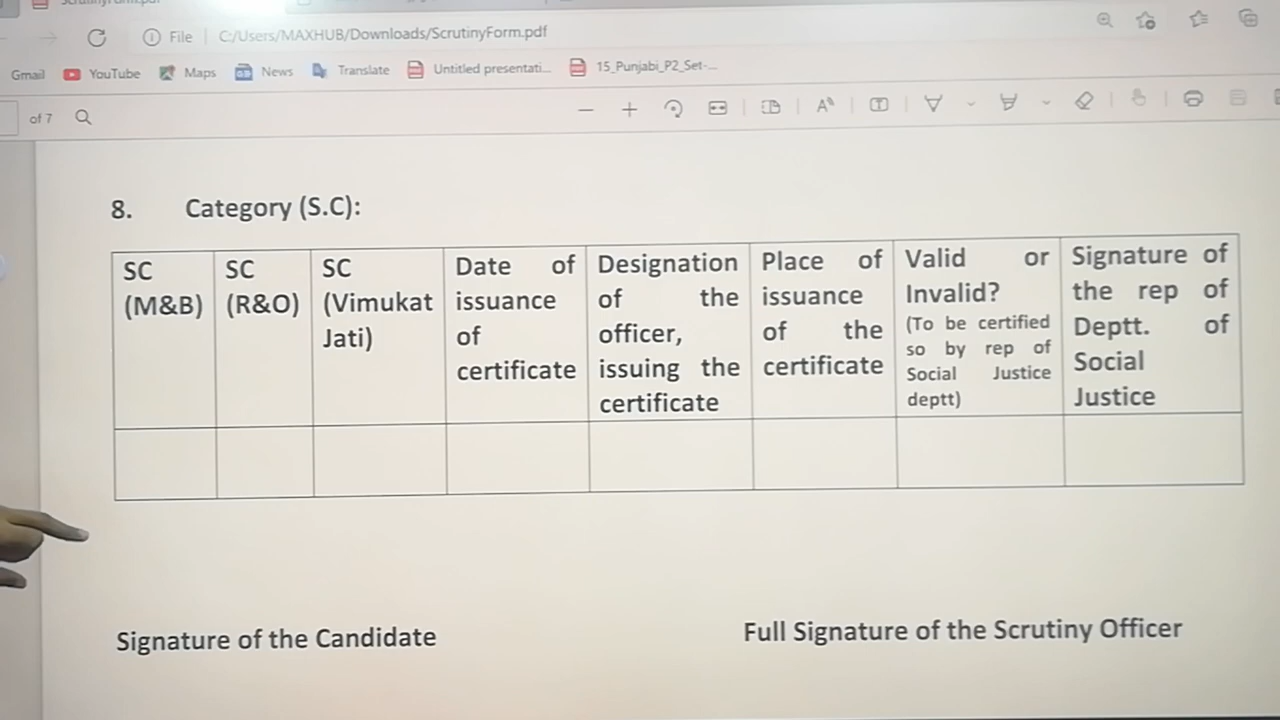 File C:/Users/MAXHUB/Downloads/ScrutinyForm.pdf
Gmail YouTube Maps News Translate Untitled presentati... 15_Punjabi_P2_Set-...
of 7
8. Category (S.C):
SC
(M&B)
SC
(R&O)
SC
(Vimukat
Jati)
Date of
issuance
of
certificate
Designation
of the
officer,
issuing the
certificate
Place of
issuance
of the
certificate
Valid or
Invalid?
(To be certified
so by rep of
Social Justice
deptt)
Signature of
the rep of
Deptt. of
Social
Justice
Signature of the Candidate
Full Signature of the Scrutiny Officer